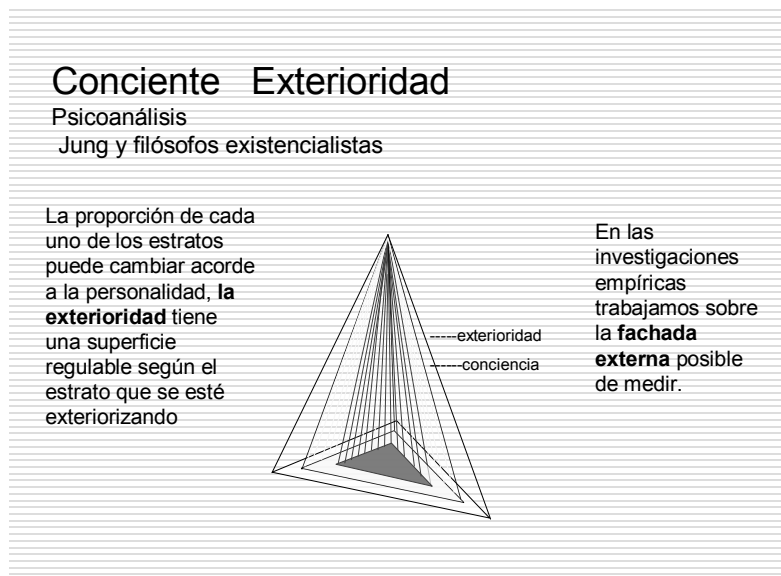 Conciente Exterioridad
Psicoanálisis
Jung y filósofos existencialistas
La proporción de cada
uno de los estratos
puede cambiar acorde
a la personalidad, la
exterioridad tiene
una superficie
regulable según el
estrato que se esté
exteriorizando
-----exterioridad
------conciencia
En las
investigaciones
empíricas
trabajamos sobre
la fachada
externa posible
de medir.